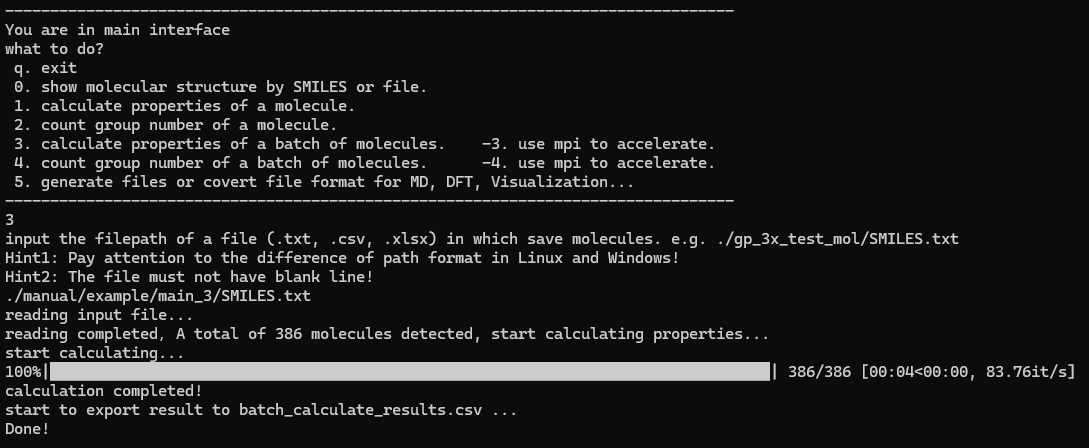 ---------------------------------------------------------------------------------
You are in main interface
what to do?
 q. exit
 0. show molecular structure by SMILES or file.
 1. calculate properties of a molecule.
 2. count group number of a molecule.
 3. calculate properties of a batch of molecules.    -3. use mpi to accelerate.
 4. count group number of a batch of molecules.      -4. use mpi to accelerate.
 5. generate files or covert file format for MD, DFT, Visualization...
---------------------------------------------------------------------------------
3
input the filepath of a file (.txt, .csv, .xlsx) in which save molecules. e.g. ./gp_3x_test_mol/SMILES.txt
Hint1: Pay attention to the difference of path format in Linux and Windows!
Hint2: The file must not have blank line!
./manual/example/main_3/SMILES.txt
reading input file...
reading completed, A total of 386 molecules detected, start calculating properties...
start calculating...
100%|████████████████████████████████████████████████████████████████████████████████| 386/386 [00:04<00:00, 83.76it/s]
calculation completed!
start to export result to batch_calculate_results.csv ...
Done!